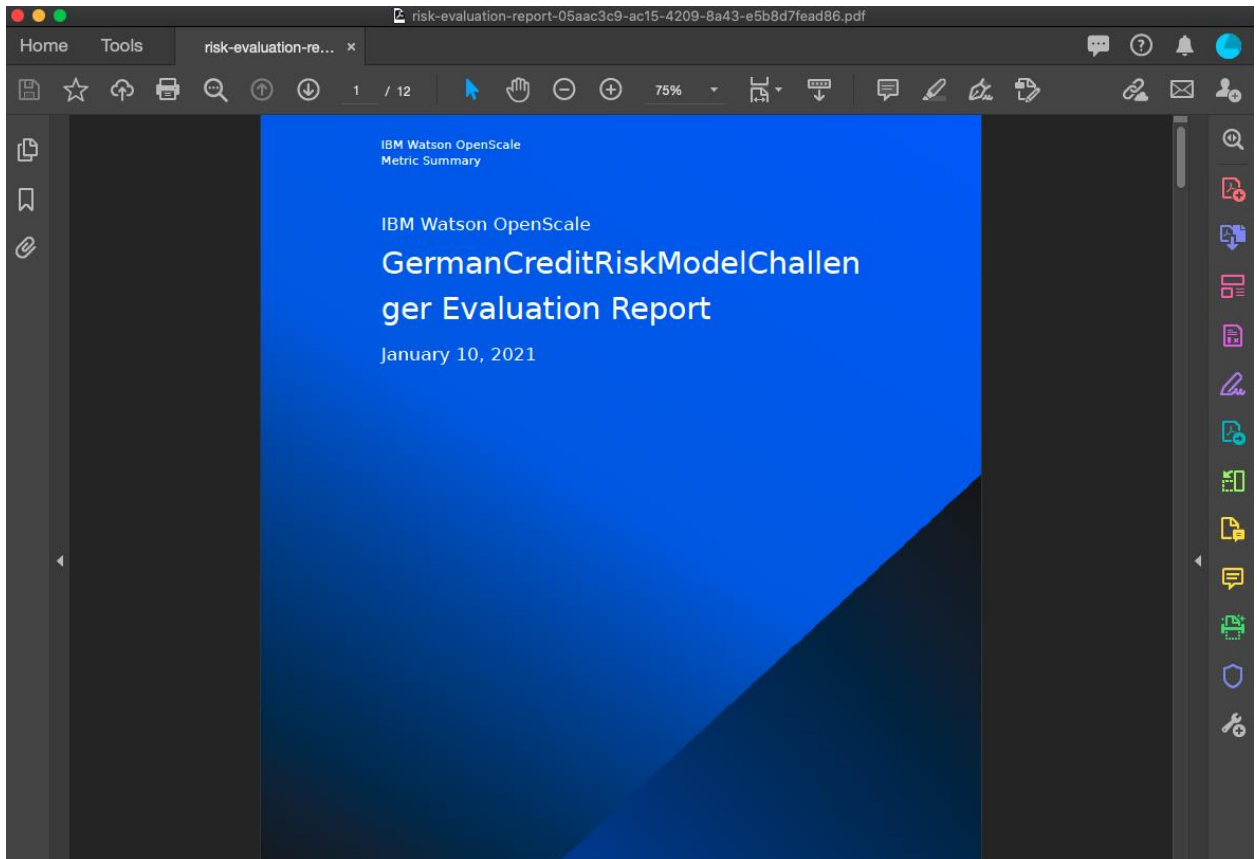 risk-evaluation-report-05aac3c9-ac15-4209-8a43-e5b8d7fead86.pdf
Home Tools risk-evaluation-re... ×
1 / 12 75%
IBM Watson OpenScale
Metric Summary
IBM Watson OpenScale
GermanCreditRiskModelChallen
ger Evaluation Report
January 10, 2021